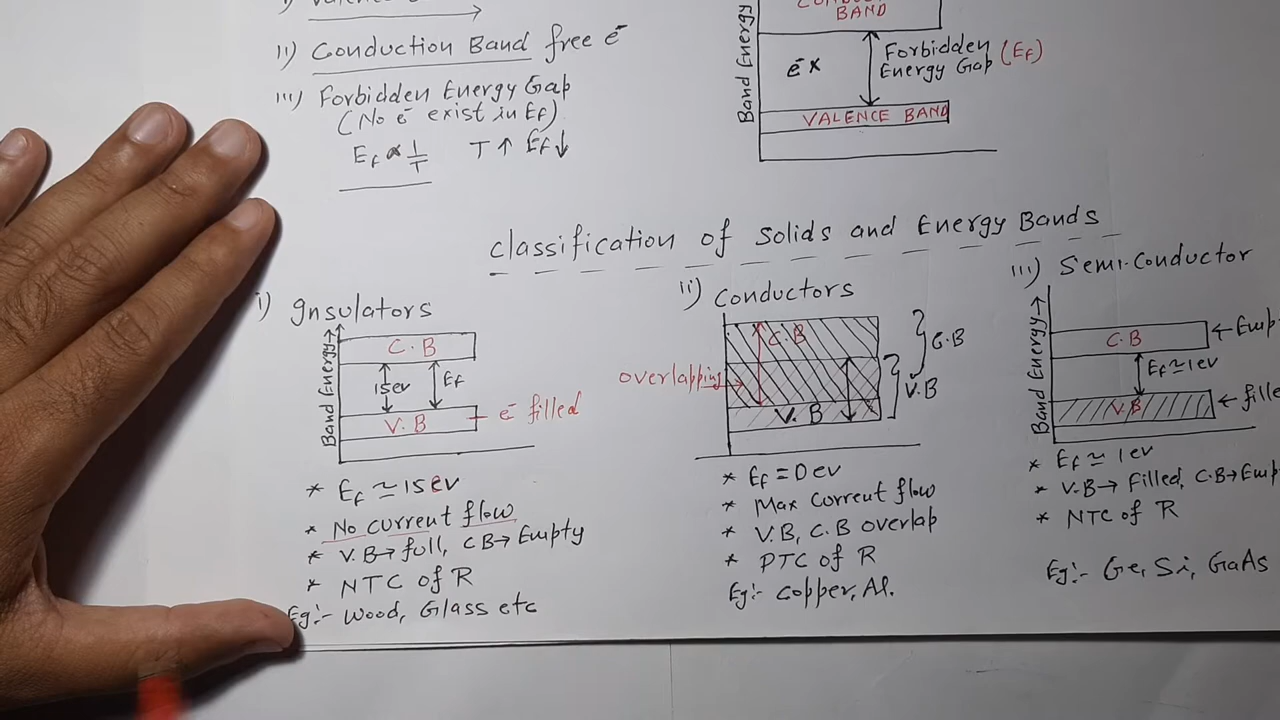 ii) Conduction Band free e̅
iii) Forbidden Energy Gap
(No e̅ exist in Ef)
Ef ∝ 1/T T↑ Ef↓
BAND
Band Energy
e̅ x
Forbidden
Energy Gap (Ef)
VALENCE BAND
Classification of Solids and Energy Bands
i) Gnsulators
Band Energy→
C.B
15ev
Ef
V.B
e̅ filled
* Ef ≃ 15ev
* No current flow
* V.B→full, CB→Empty
* NTC of R
Eg:- Wood, Glass etc
ii) Conductors
C.B
overlapping
V.B
C.B
V.B
* Ef = 0ev
* Max current flow
* V.B, C.B overlap
* PTC of R
Eg:- Copper, Al.
iii) Semi-Conductor
Band Energy→
C.B
Ef≃1ev
V.B
* Ef ≃ 1ev
* V.B→Filled, C.B→
* NTC of R
Eg:- Ge, Si, GaAs